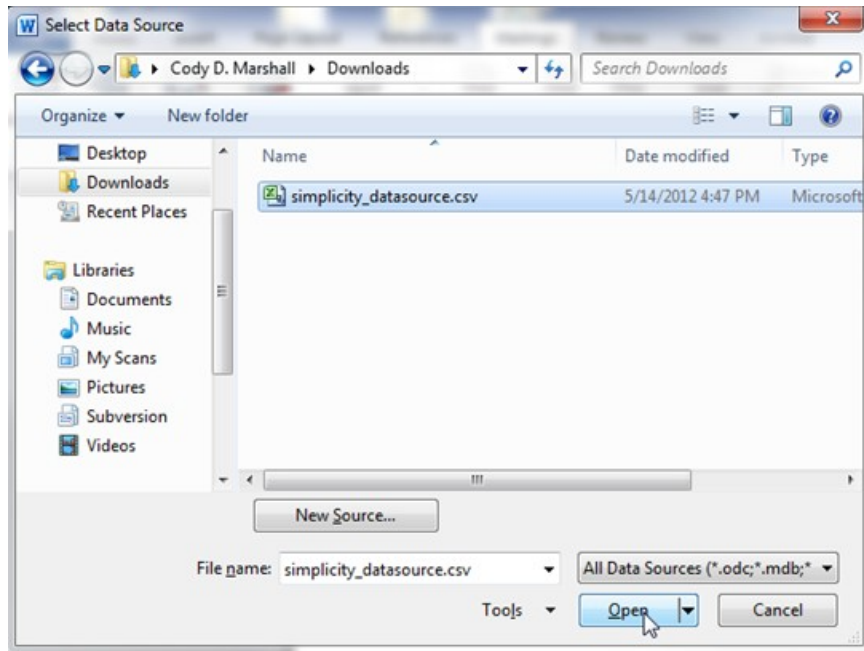 Select Data Source
Cody D. Marshall ▸ Downloads
Search Downloads
Organize
New folder
Desktop
Downloads
Recent Places
Libraries
Documents
Music
My Scans
Pictures
Subversion
Videos
Name
Date modified
Type
simplicity_datasource.csv
5/14/2012 4:47 PM
Microsoft
New Source...
File name: simplicity_datasource.csv
All Data Sources (*.odc;*.mdb;*
Tools
Open
Cancel